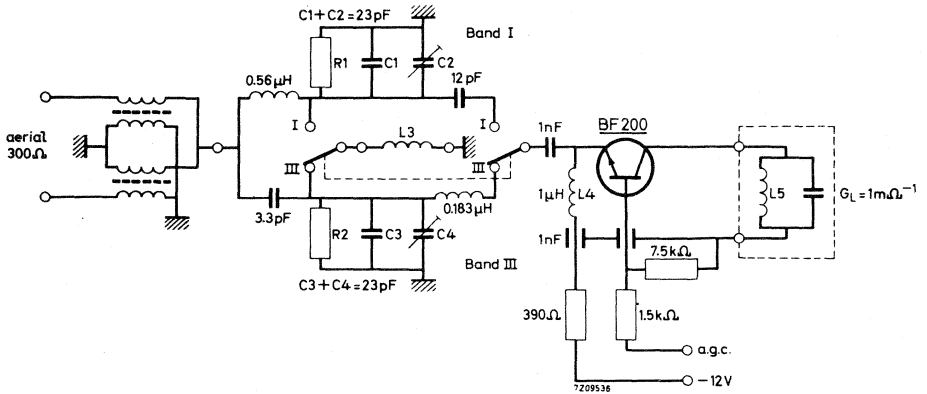 C1+C2=23pF
Band I
R1
C1
C2
0.56μH
12pF
aerial
300Ω
I
I
L3
III
III
1nF
BF200
3.3pF
0.183μH
1μH
L4
L5
G_L=1mΩ⁻¹
R2
C3
C4
1nF
7.5kΩ
Band III
C3+C4=23pF
390Ω
1.5kΩ
a.g.c.
-12V
7Z09536